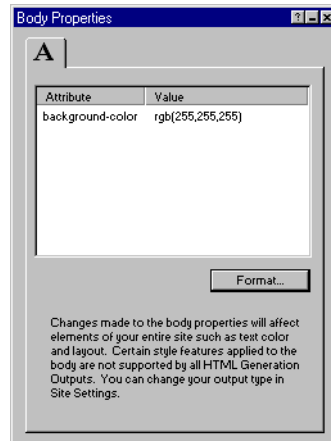 Body Properties
A
Attribute Value
background-color rgb(255,255,255)
Format...
Changes made to the body properties will affect
elements of your entire site such as text color
and layout. Certain style features applied to the
body are not supported by all HTML Generation
Outputs. You can change your output type in
Site Settings.